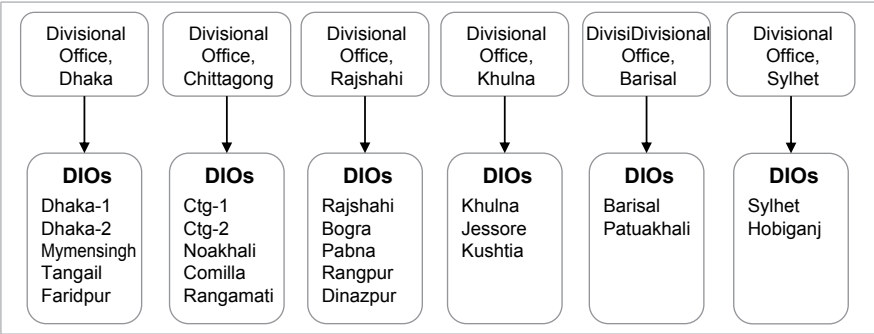 Divisional
Office,
Dhaka
Divisional
Office,
Chittagong
Divisional
Office,
Rajshahi
Divisional
Office,
Khulna
DivisiDivisional
Office,
Barisal
Divisional
Office,
Sylhet
DIOs
Dhaka-1
Dhaka-2
Mymensingh
Tangail
Faridpur
DIOs
Ctg-1
Ctg-2
Noakhali
Comilla
Rangamati
DIOs
Rajshahi
Bogra
Pabna
Rangpur
Dinazpur
DIOs
Khulna
Jessore
Kushtia
DIOs
Barisal
Patuakhali
DIOs
Sylhet
Hobiganj